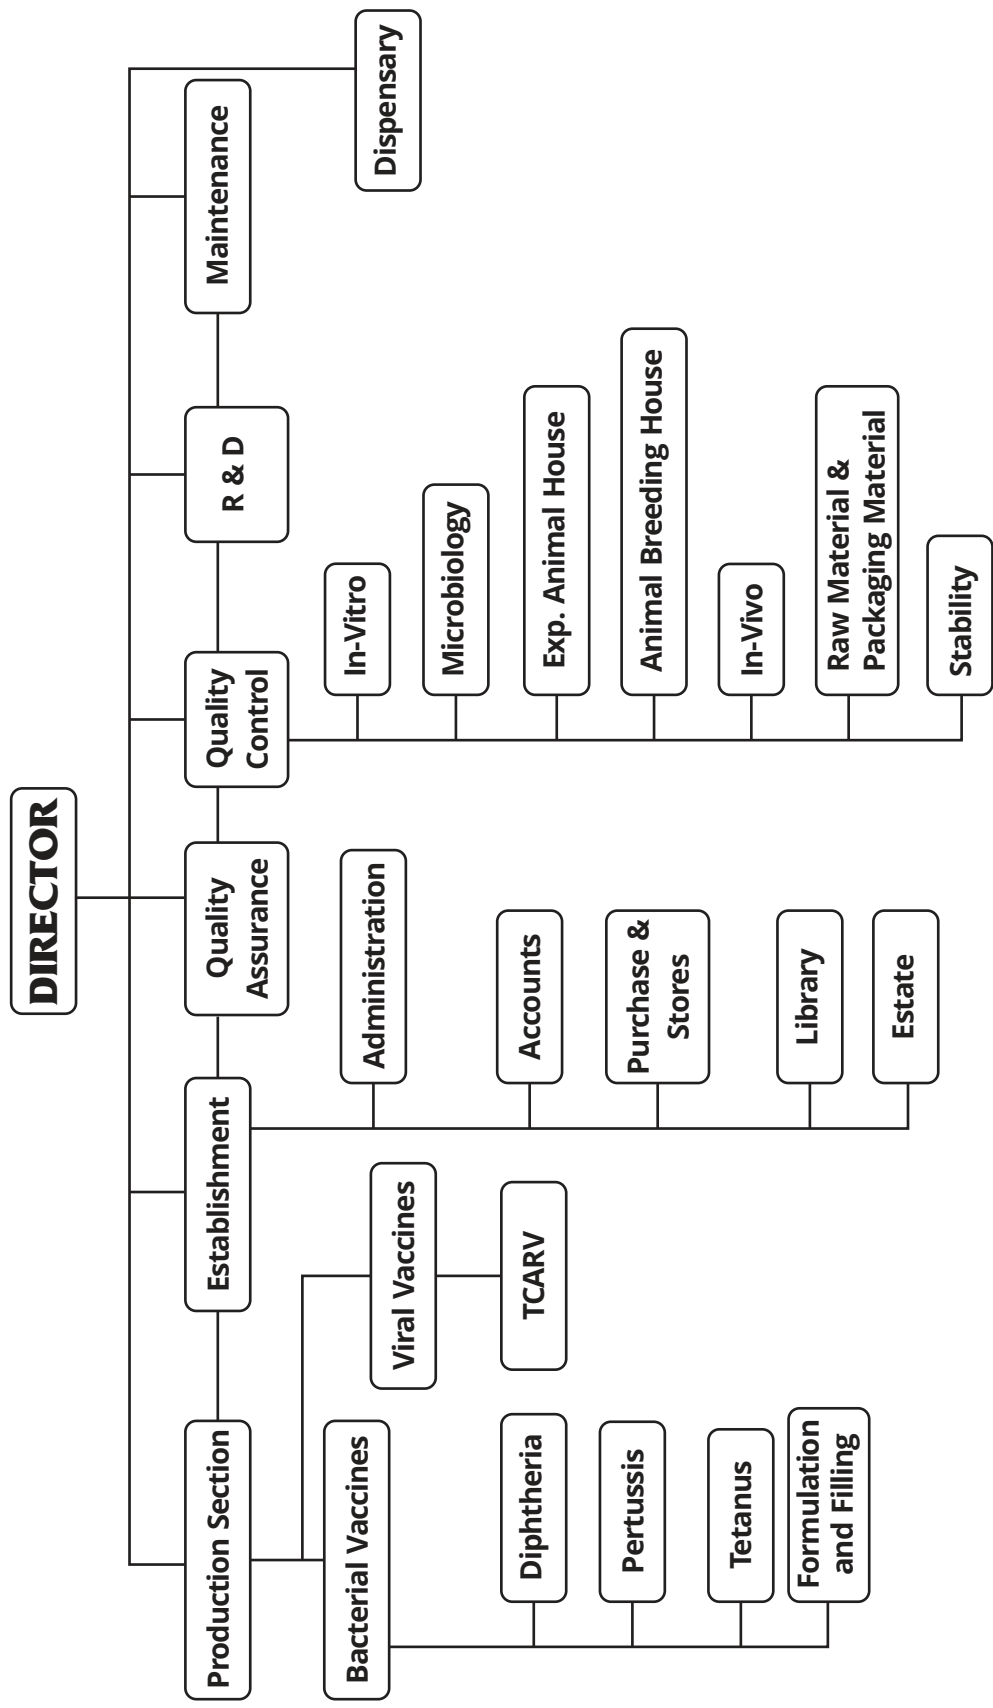 DIRECTOR
Production Section
Establishment
Quality
Assurance
Quality
Control
R & D
Maintenance
Dispensary
Bacterial Vaccines
Diphtheria
Pertussis
Tetanus
Formulation
and Filling
Viral Vaccines
TCARV
Administration
Accounts
Purchase &
Stores
Library
Estate
In-Vitro
Microbiology
Exp. Animal House
Animal Breeding House
In-Vivo
Raw Material &
Packaging Material
Stability